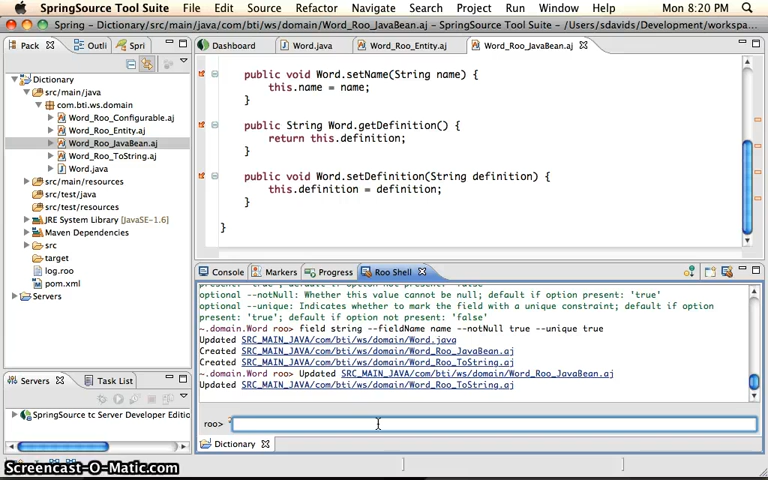 SpringSource Tool Suite File Edit Source Refactor Navigate Search Project Run Window Help Mon 8:20 PM
Spring - Dictionary/src/main/java/com/bti/ws/domain/Word_Roo_JavaBean.aj - SpringSource Tool Suite - /Users/sdavids/Development/workspa...
Pack Outli Spri
Dashboard Word.java Word_Roo_Entity.aj Word_Roo_JavaBean.aj
Dictionary
src/main/java
com.bti.ws.domain
Word_Roo_Configurable.aj
Word_Roo_Entity.aj
Word_Roo_JavaBean.aj
Word_Roo_ToString.aj
Word.java
src/main/resources
src/test/java
src/test/resources
JRE System Library [JavaSE-1.6]
Maven Dependencies
src
target
log.roo
pom.xml
Servers
public void Word.setName(String name) {
this.name = name;
}
public String Word.getDefinition() {
return this.definition;
}
public void Word.setDefinition(String definition) {
this.definition = definition;
}
}
Console Markers Progress Roo Shell
present: 'true'; default if option not present: 'false'
optional --notNull: Whether this value cannot be null; default if option present: 'true'
optional --unique: Indicates whether to mark the field with a unique constraint; default if option
present: 'true'; default if option not present: 'false'
~.domain.Word roo> field string --fieldName name --notNull true --unique true
Updated SRC_MAIN_JAVA/com/bti/ws/domain/Word.java
Created SRC_MAIN_JAVA/com/bti/ws/domain/Word_Roo_JavaBean.aj
Created SRC_MAIN_JAVA/com/bti/ws/domain/Word_Roo_ToString.aj
~.domain.Word roo> Updated SRC_MAIN_JAVA/com/bti/ws/domain/Word_Roo_JavaBean.aj
Updated SRC_MAIN_JAVA/com/bti/ws/domain/Word_Roo_ToString.aj
roo>
Dictionary
Servers Task List
SpringSource tc Server Developer Editio
Screencast-O-Matic.com